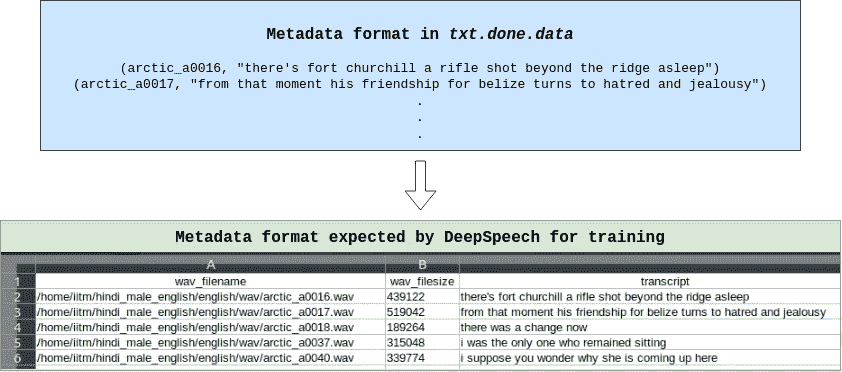 Metadata format in txt.done.data
(arctic_a0016, "there's fort churchill a rifle shot beyond the ridge asleep")
(arctic_a0017, "from that moment his friendship for belize turns to hatred and jealousy")
.
.
.
Metadata format expected by DeepSpeech for training
A B
1 wav_filename wav_filesize transcript
2 /home/iitm/hindi_male_english/english/wav/arctic_a0016.wav 439122 there's fort churchill a rifle shot beyond the ridge asleep
3 /home/iitm/hindi_male_english/english/wav/arctic_a0017.wav 519042 from that moment his friendship for belize turns to hatred and jealousy
4 /home/iitm/hindi_male_english/english/wav/arctic_a0018.wav 189264 there was a change now
5 /home/iitm/hindi_male_english/english/wav/arctic_a0037.wav 315048 i was the only one who remained sitting
6 /home/iitm/hindi_male_english/english/wav/arctic_a0040.wav 339774 i suppose you wonder why she is coming up here